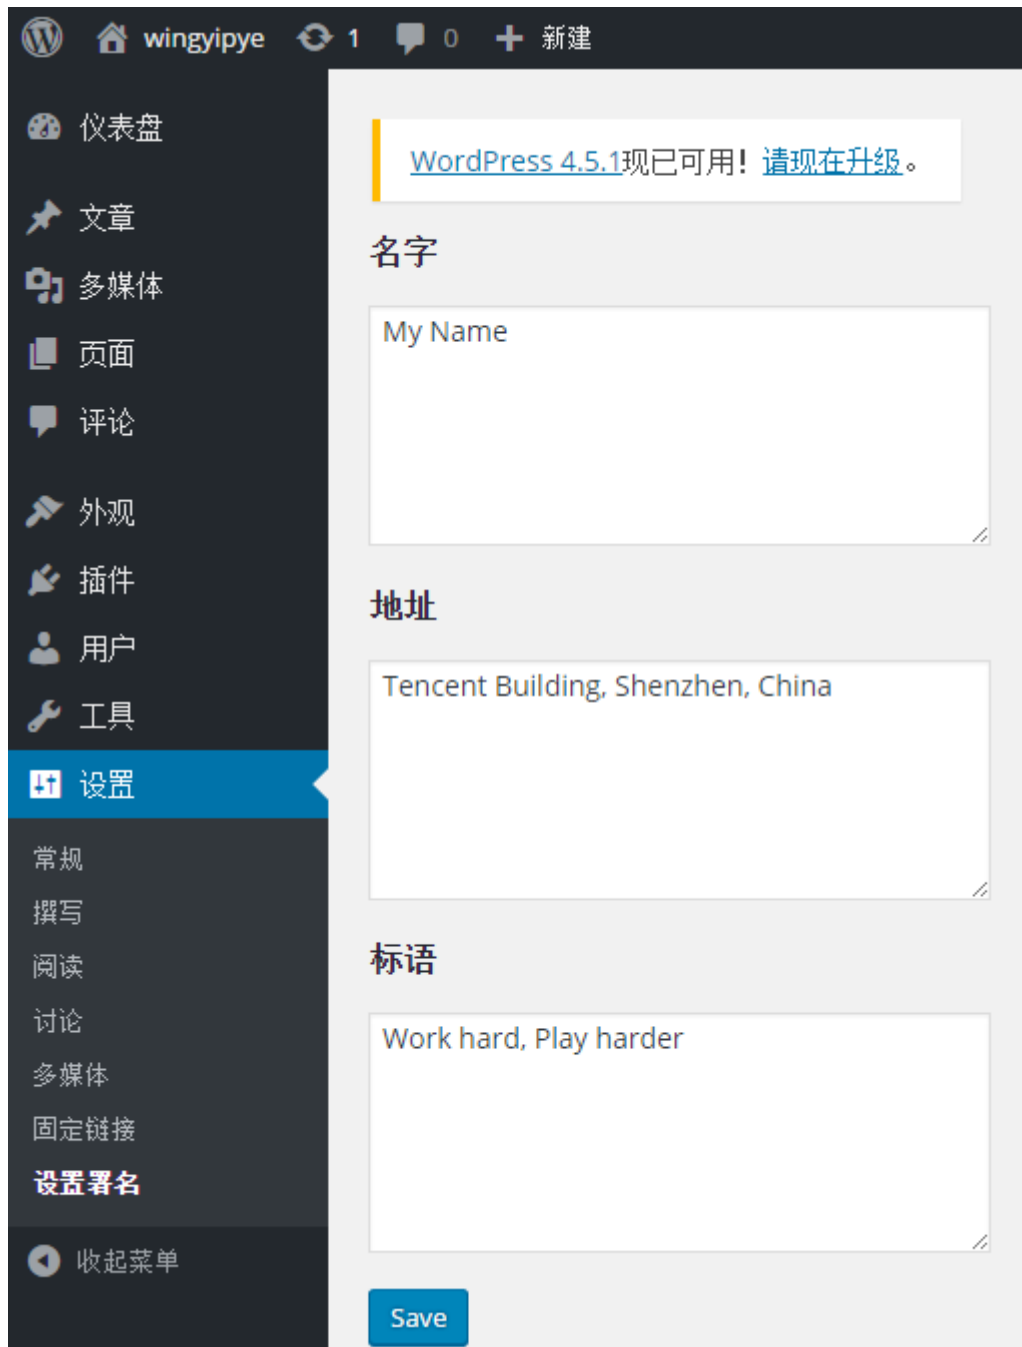 wingyipye 1 0 新建
仪表盘
文章
多媒体
页面
评论
外观
插件
用户
工具
设置
常规
撰写
阅读
讨论
多媒体
固定链接
设置署名
收起菜单
WordPress 4.5.1现已可用！请现在升级。
名字
My Name
地址
Tencent Building, Shenzhen, China
标语
Work hard, Play harder
Save